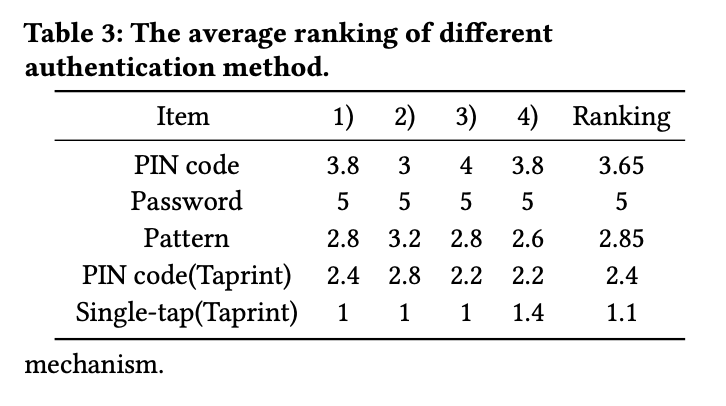 Table 3: The average ranking of different
authentication method.
Item 1) 2) 3) 4) Ranking
PIN code 3.8 3 4 3.8 3.65
Password 5 5 5 5 5
Pattern 2.8 3.2 2.8 2.6 2.85
PIN code(Taprint) 2.4 2.8 2.2 2.2 2.4
Single-tap(Taprint) 1 1 1 1.4 1.1
mechanism.